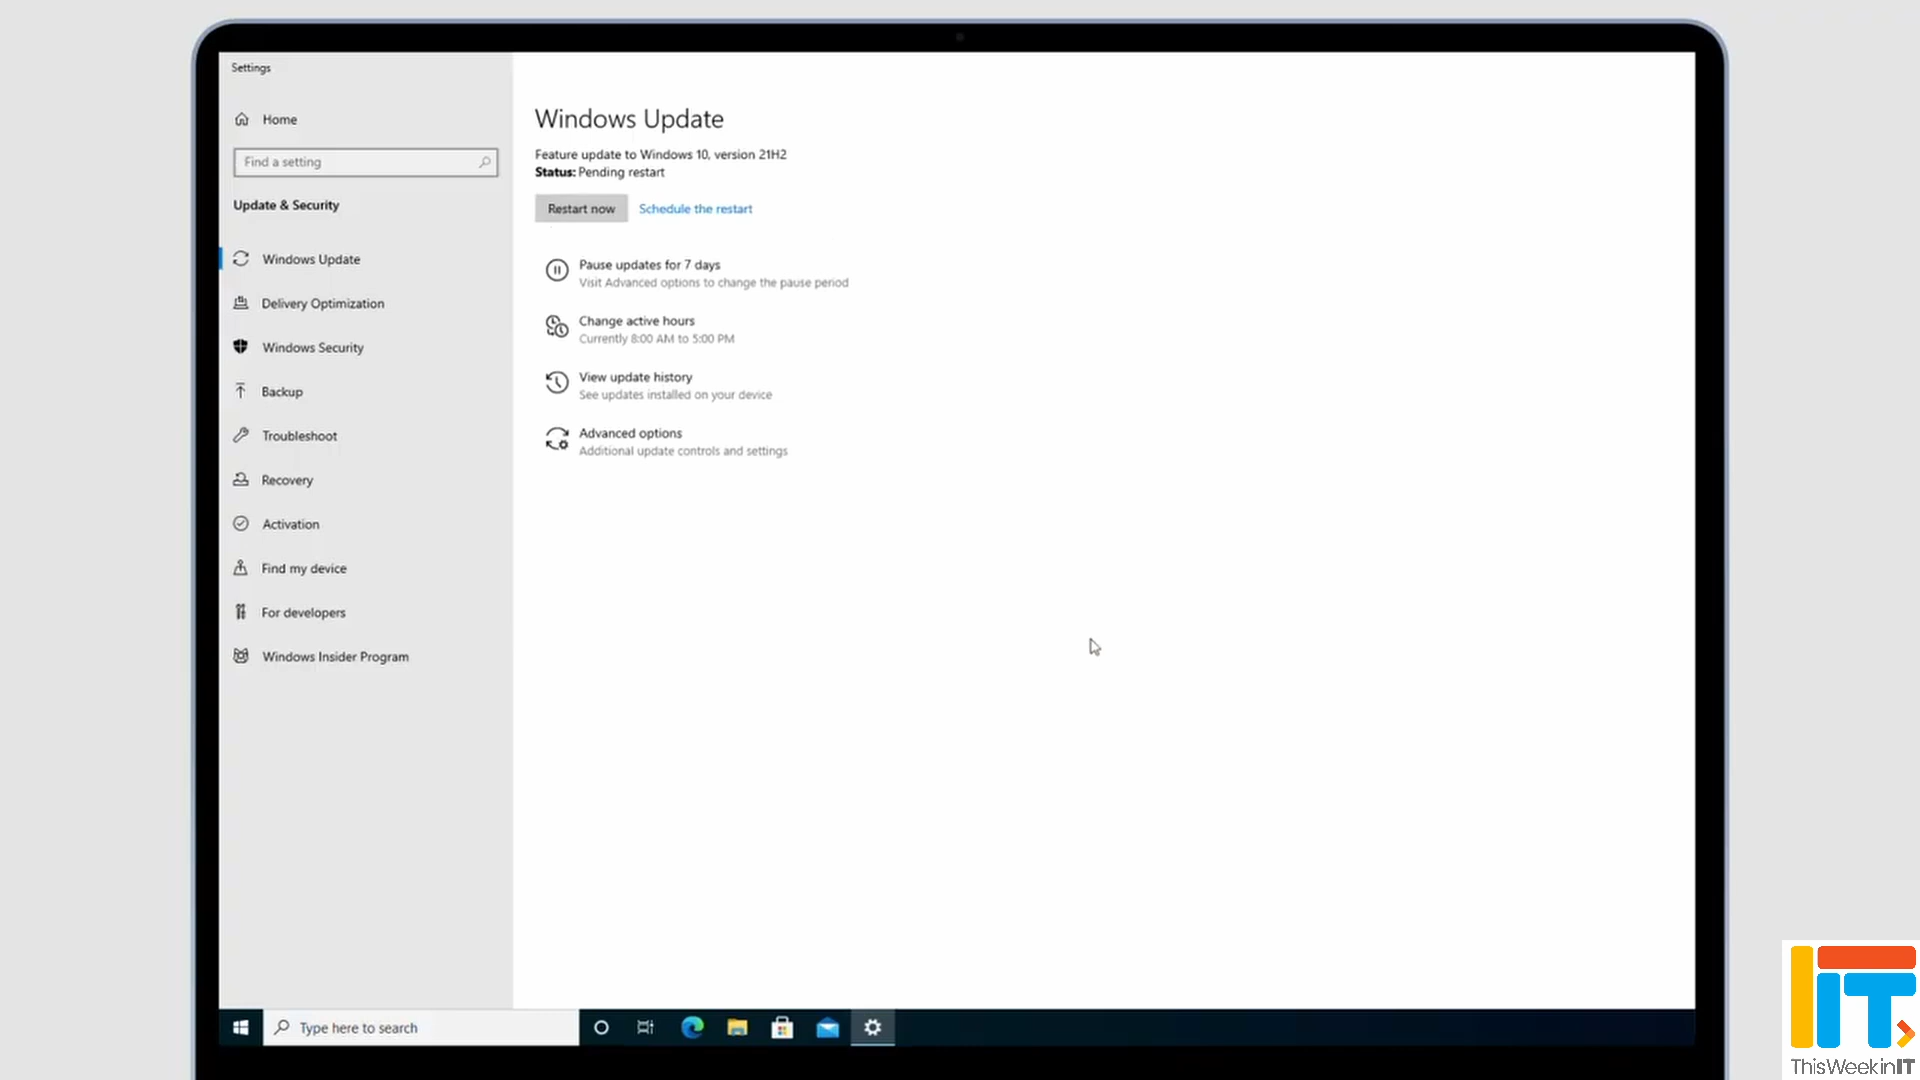 Settings
Home
Find a setting
Update & Security
Windows Update
Delivery Optimization
Windows Security
Backup
Troubleshoot
Recovery
Activation
Find my device
For developers
Windows Insider Program
Windows Update
Feature update to Windows 10, version 21H2
Status: Pending restart
Restart now Schedule the restart
Pause updates for 7 days
Visit Advanced options to change the pause period
Change active hours
Currently 8:00 AM to 5:00 PM
View update history
See updates installed on your device
Advanced options
Additional update controls and settings
Type here to search
IT
ThisWeekinIT